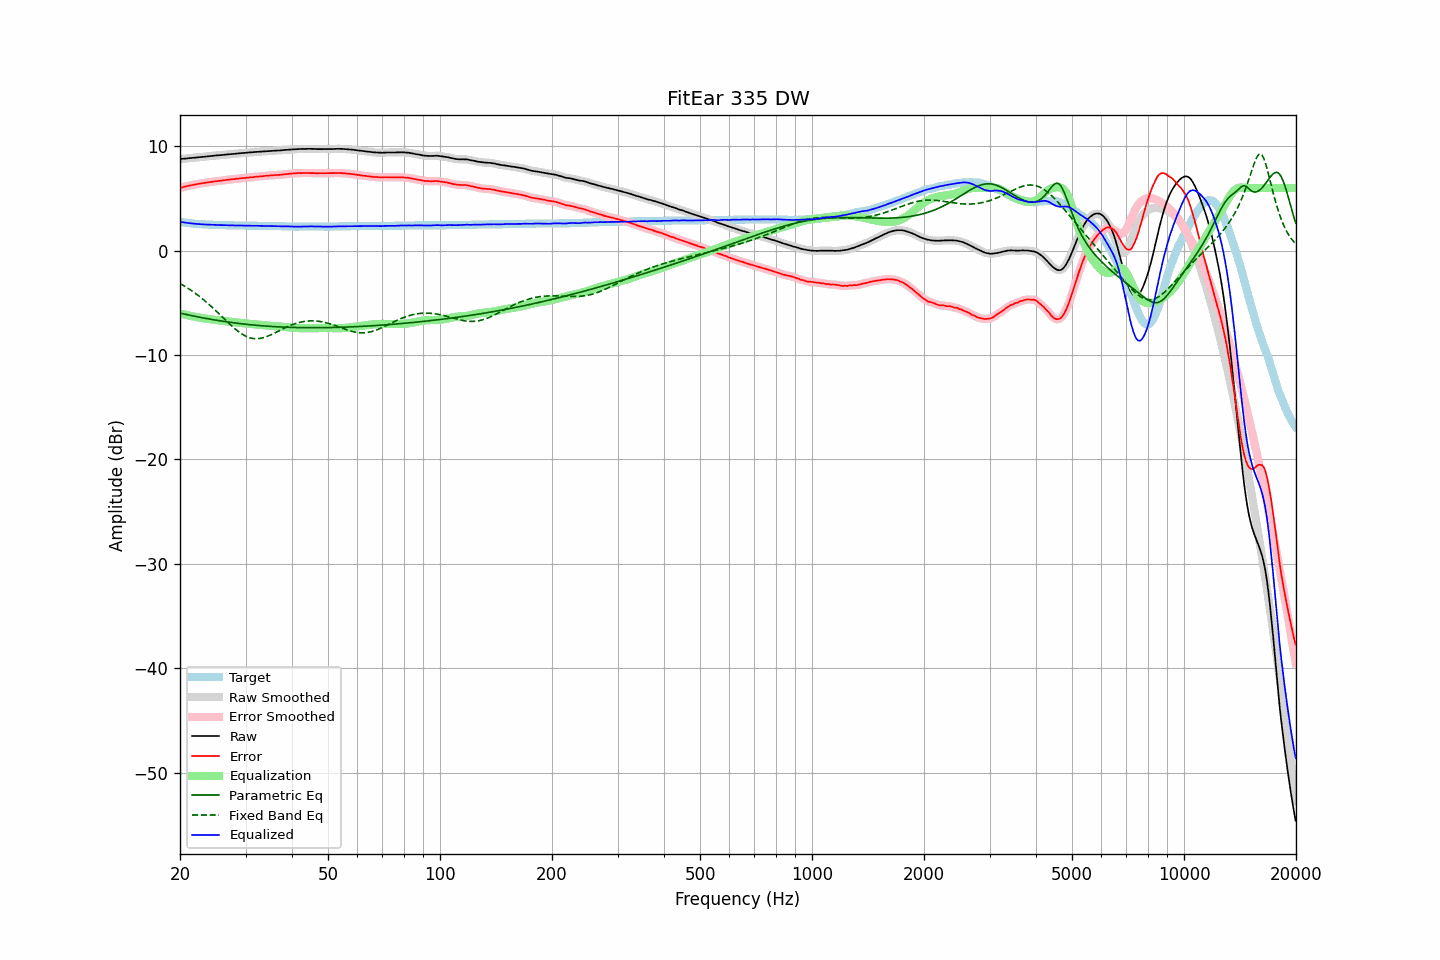 FitEar 335 DW
10
0
−10
−20
−30
−40
−50
Amplitude (dBr)
Target
Raw Smoothed
Error Smoothed
Raw
Error
Equalization
Parametric Eq
Fixed Band Eq
Equalized
20 50 100 200 500 1000 2000 5000 10000 20000
Frequency (Hz)